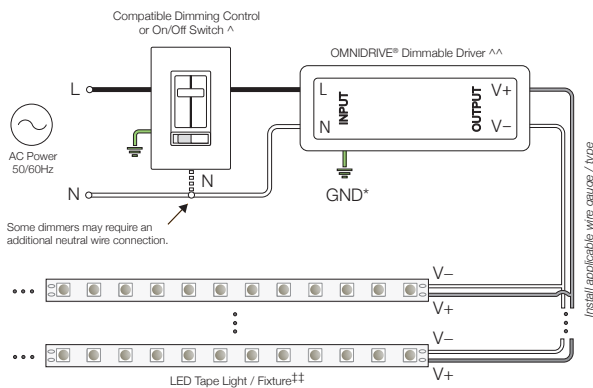 Compatible Dimming Control
or On/Off Switch ^
OMNIDRIVE® Dimmable Driver ^^
L
L
V+
INPUT
OUTPUT
N
V–
AC Power
50/60Hz
N
GND*
N
Some dimmers may require an
additional neutral wire connection.
Install applicable wire gauge / type
V–
V+
V–
V+
LED Tape Light / Fixture‡‡